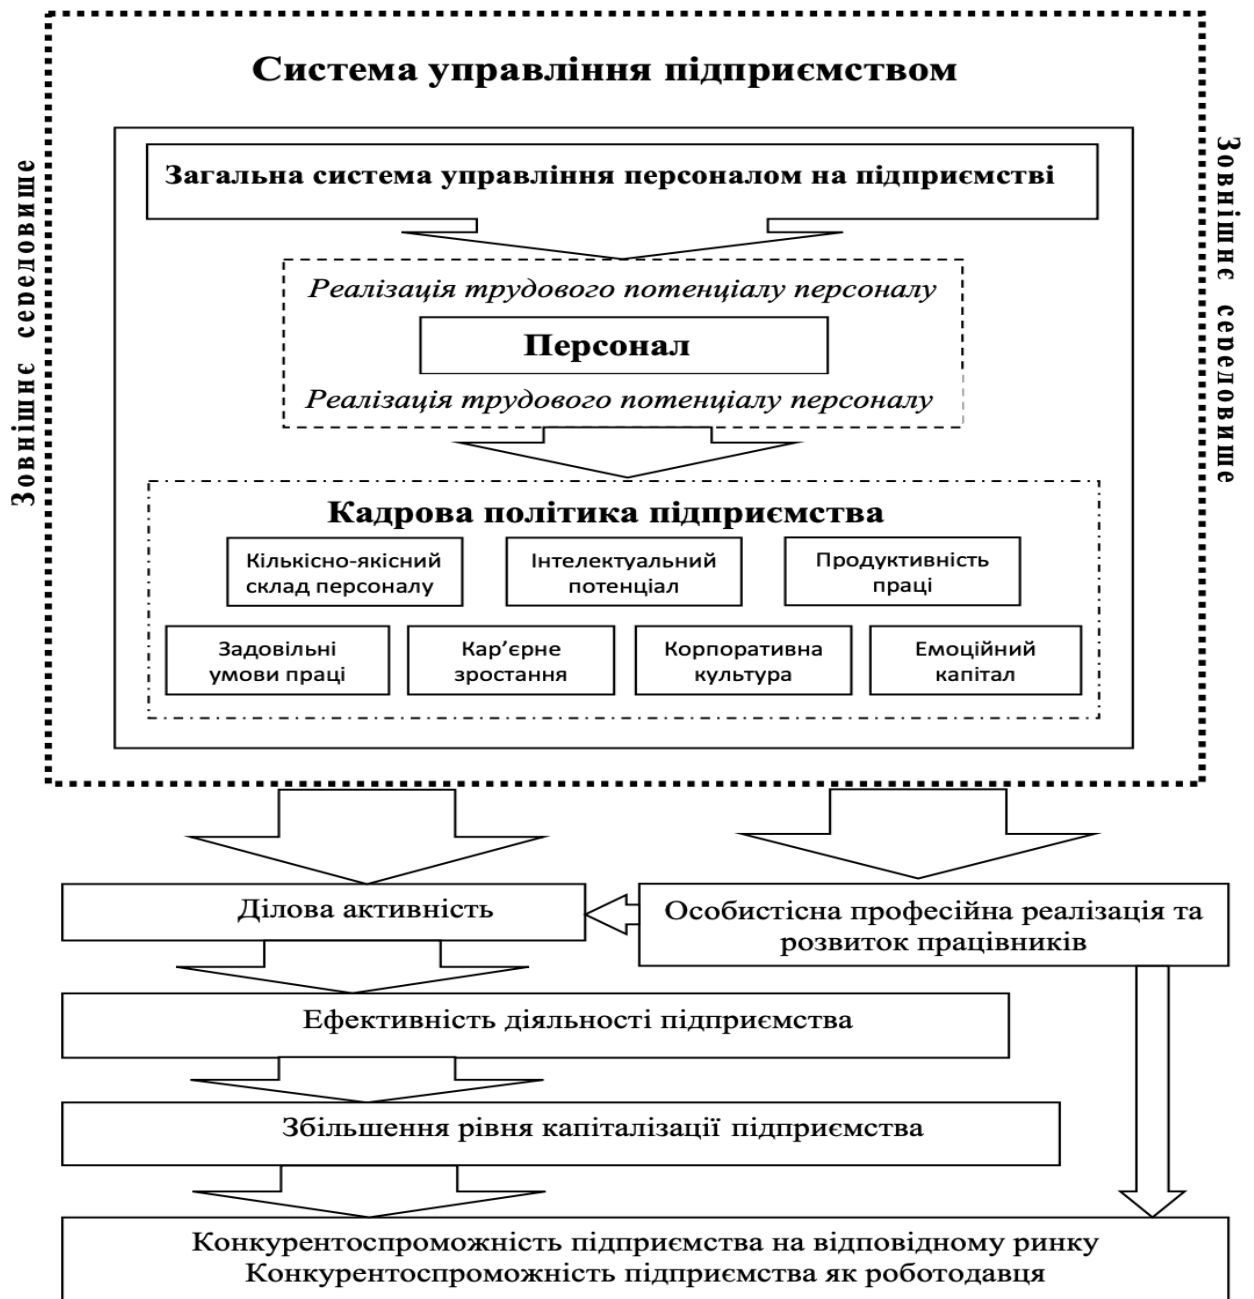 Система управління підприємством
Зовнішнє середовише
Зовнішнє середовише
Загальна система управління персоналом на підприємстві
Реалізація трудового потенціалу персоналу
Персонал
Реалізація трудового потенціалу персоналу
Кадрова політика підприємства
Кількісно-якісний
склад персоналу
Інтелектуальний
потенціал
Продуктивність
праці
Задовільні
умови праці
Кар’єрне
зростання
Корпоративна
культура
Емоційний
капітал
Ділова активність
Особистісна професійна реалізація та
розвиток працівників
Ефективність діяльності підприємства
Збільшення рівня капіталізації підприємства
Конкурентоспроможність підприємства на відповідному ринку
Конкурентоспроможність підприємства як роботодавця